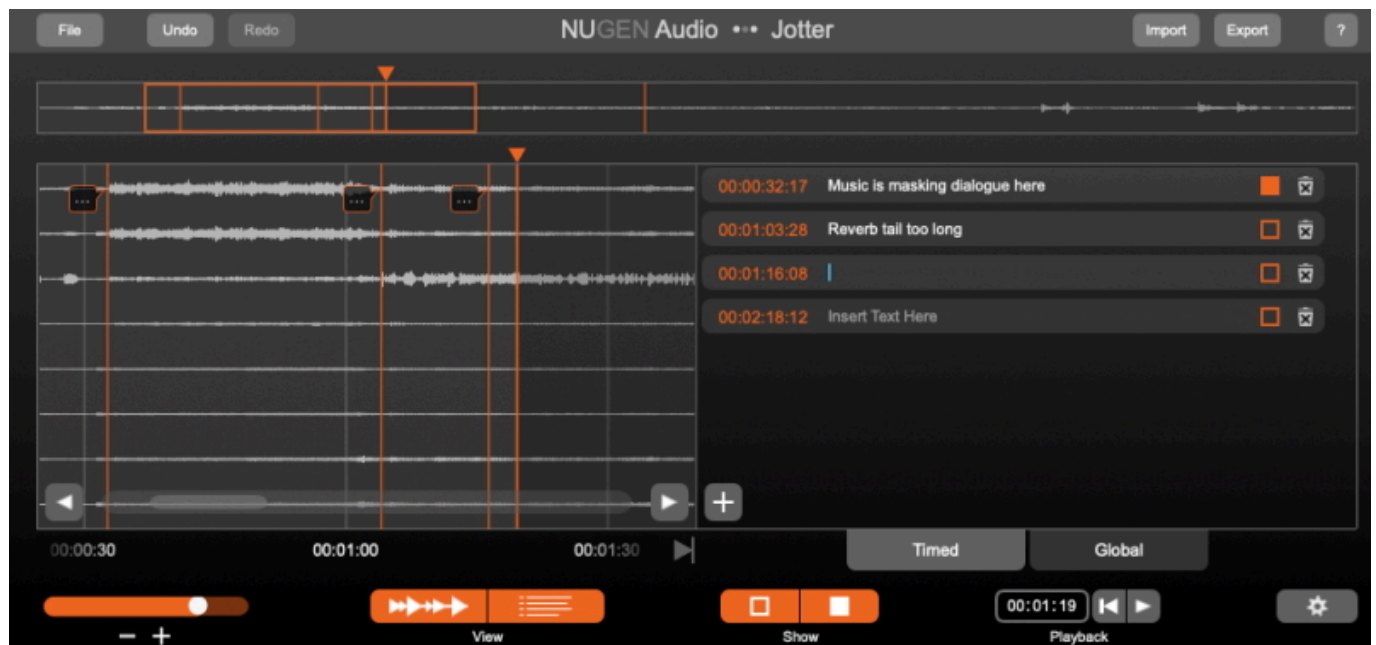 File Undo Redo NUGEN Audio Jotter Import Export ?
00:00:32:17 Music is masking dialogue here
00:01:03:28 Reverb tail too long
00:01:16:08
00:02:18:12 Insert Text Here
00:00:30 00:01:00 00:01:30 Timed Global
00:01:19
View Show Playback